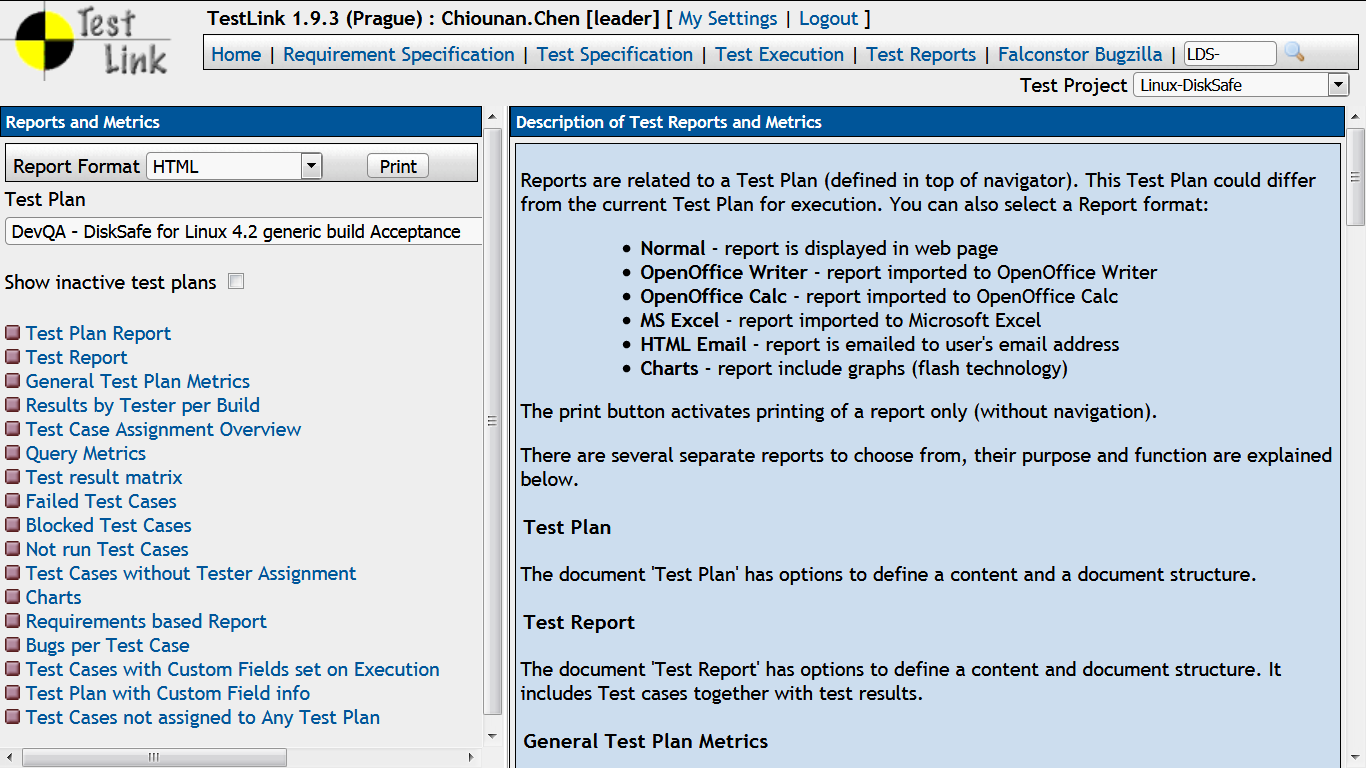 Test
Link
TestLink 1.9.3 (Prague) : Chiounan.Chen [leader] [ My Settings | Logout ]
Home | Requirement Specification | Test Specification | Test Execution | Test Reports | Falconstor Bugzilla | LDS-
Test Project Linux-DiskSafe
Reports and Metrics
Report Format HTML Print
Test Plan
DevQA - DiskSafe for Linux 4.2 generic build Acceptance
Show inactive test plans
Test Plan Report
Test Report
General Test Plan Metrics
Results by Tester per Build
Test Case Assignment Overview
Query Metrics
Test result matrix
Failed Test Cases
Blocked Test Cases
Not run Test Cases
Test Cases without Tester Assignment
Charts
Requirements based Report
Bugs per Test Case
Test Cases with Custom Fields set on Execution
Test Plan with Custom Field info
Test Cases not assigned to Any Test Plan
Description of Test Reports and Metrics
Reports are related to a Test Plan (defined in top of navigator). This Test Plan could differ
from the current Test Plan for execution. You can also select a Report format:
• Normal - report is displayed in web page
• OpenOffice Writer - report imported to OpenOffice Writer
• OpenOffice Calc - report imported to OpenOffice Calc
• MS Excel - report imported to Microsoft Excel
• HTML Email - report is emailed to user's email address
• Charts - report include graphs (flash technology)
The print button activates printing of a report only (without navigation).
There are several separate reports to choose from, their purpose and function are explained
below.
Test Plan
The document 'Test Plan' has options to define a content and a document structure.
Test Report
The document 'Test Report' has options to define a content and document structure. It
includes Test cases together with test results.
General Test Plan Metrics